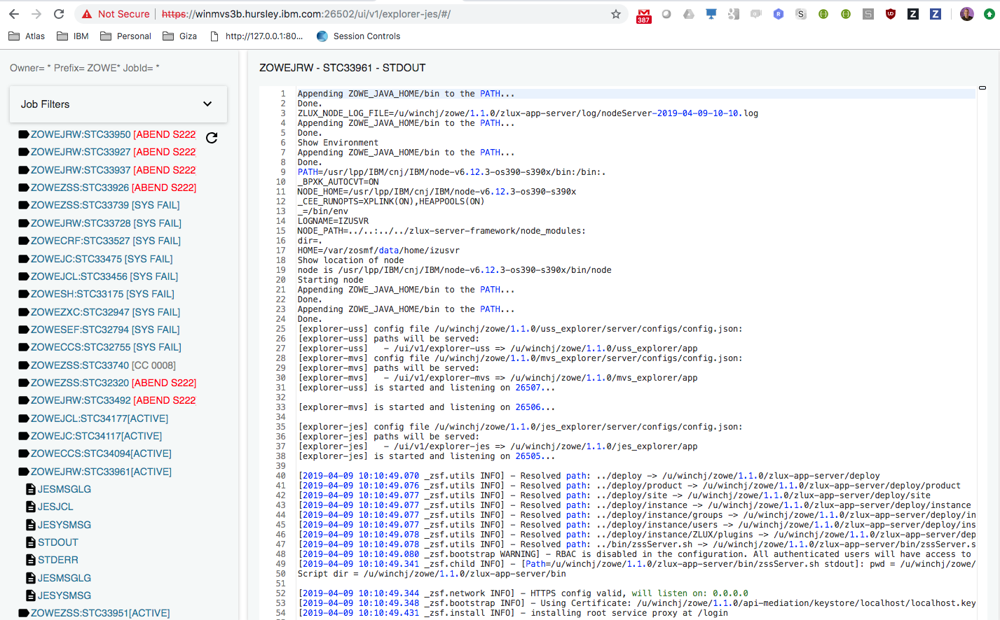 Not Secure
https://winmvs3b.hursley.ibm.com:26502/ui/v1/explorer-jes/#/
387
Atlas
IBM
Personal
Giza
http://127.0.0.1:80...
Session Controls
Owner= * Prefix= ZOWE* JobId= *
Job Filters
ZOWEJRW:STC33950 [ABEND S222]
ZOWEJRW:STC33927 [ABEND S222
ZOWEJRW:STC33937 [ABEND S222
ZOWEZSS:STC33926 [ABEND S222]
ZOWEZSS:STC33739 [SYS FAIL]
ZOWEJRW:STC33728 [SYS FAIL]
ZOWECRF:STC33527 [SYS FAIL]
ZOWEJC:STC33475 [SYS FAIL]
ZOWEJCL:STC33456 [SYS FAIL]
ZOWESH:STC33175 [SYS FAIL]
ZOWEZXC:STC32947 [SYS FAIL]
ZOWESEF:STC32794 [SYS FAIL]
ZOWECCS:STC32755 [SYS FAIL]
ZOWEZSS:STC33740 [CC 0008]
ZOWEZSS:STC32320 [ABEND S222]
ZOWEJRW:STC33492 [ABEND S222
ZOWEJCL:STC34177[ACTIVE]
ZOWEJC:STC34117[ACTIVE]
ZOWECCS:STC34094[ACTIVE]
ZOWEJRW:STC33961[ACTIVE]
JESMSGLG
JESJCL
JESYSMSG
STDOUT
STDERR
JESMSGLG
JESYSMSG
ZOWEZSS:STC33951[ACTIVE]
ZOWEJRW - STC33961 - STDOUT
1 Appending ZOWE_JAVA_HOME/bin to the PATH...
2 Done.
3 ZLUX_NODE_LOG_FILE=/u/winchj/zowe/1.1.0/zlux-app-server/log/nodeServer-2019-04-09-10-10.log
4 Appending ZOWE_JAVA_HOME/bin to the PATH...
5 Done.
6 Show Environment
7 Appending ZOWE_JAVA_HOME/bin to the PATH...
8 Done.
9 PATH=/usr/lpp/IBM/cnj/IBM/node-v6.12.3-os390-s390x/bin:/bin:.
10 _BPXK_AUTOCVT=ON
11 NODE_HOME=/usr/lpp/IBM/cnj/IBM/node-v6.12.3-os390-s390x
12 _CEE_RUNOPTS=XPLINK(ON),HEAPPOOLS(ON)
13 _=/bin/env
14 LOGNAME=IZUSVR
15 NODE_PATH=../..:../../zlux-server-framework/node_modules:
16 dir=.
17 HOME=/var/zosmf/data/home/izusvr
18 Show location of node
19 node is /usr/lpp/IBM/cnj/IBM/node-v6.12.3-os390-s390x/bin/node
20 Starting node
21 Appending ZOWE_JAVA_HOME/bin to the PATH...
22 Done.
23 Appending ZOWE_JAVA_HOME/bin to the PATH...
24 Done.
25 [explorer-uss] config file /u/winchj/zowe/1.1.0/uss_explorer/server/configs/config.json:
26 [explorer-uss] paths will be served:
27 [explorer-uss]   - /ui/v1/explorer-uss => /u/winchj/zowe/1.1.0/uss_explorer/app
28 [explorer-mvs] config file /u/winchj/zowe/1.1.0/mvs_explorer/server/configs/config.json:
29 [explorer-mvs] paths will be served:
30 [explorer-mvs]   - /ui/v1/explorer-mvs => /u/winchj/zowe/1.1.0/mvs_explorer/app
31 [explorer-uss] is started and listening on 26507...
32
33 [explorer-mvs] is started and listening on 26506...
34
35 [explorer-jes] config file /u/winchj/zowe/1.1.0/jes_explorer/server/configs/config.json:
36 [explorer-jes] paths will be served:
37 [explorer-jes]   - /ui/v1/explorer-jes => /u/winchj/zowe/1.1.0/jes_explorer/app
38 [explorer-jes] is started and listening on 26505...
39
40 [2019-04-09 10:10:49.070 _zsf.utils INFO] - Resolved path: ../deploy -> /u/winchj/zowe/1.1.0/zlux-app-server/deploy
41 [2019-04-09 10:10:49.076 _zsf.utils INFO] - Resolved path: ../deploy/product -> /u/winchj/zowe/1.1.0/zlux-app-server/deploy/product
42 [2019-04-09 10:10:49.077 _zsf.utils INFO] - Resolved path: ../deploy/site -> /u/winchj/zowe/1.1.0/zlux-app-server/deploy/site
43 [2019-04-09 10:10:49.077 _zsf.utils INFO] - Resolved path: ../deploy/instance -> /u/winchj/zowe/1.1.0/zlux-app-server/deploy/instance
44 [2019-04-09 10:10:49.077 _zsf.utils INFO] - Resolved path: ../deploy/instance/groups -> /u/winchj/zowe/1.1.0/zlux-app-server/deploy/in
45 [2019-04-09 10:10:49.077 _zsf.utils INFO] - Resolved path: ../deploy/instance/users -> /u/winchj/zowe/1.1.0/zlux-app-server/deploy/ins
46 [2019-04-09 10:10:49.078 _zsf.utils INFO] - Resolved path: ../deploy/instance/ZLUX/plugins -> /u/winchj/zowe/1.1.0/zlux-app-server/dep
47 [2019-04-09 10:10:49.078 _zsf.utils INFO] - Resolved path: ../bin/zssServer.sh -> /u/winchj/zowe/1.1.0/zlux-app-server/bin/zssServer.s
48 [2019-04-09 10:10:49.080 _zsf.bootstrap WARNING] - RBAC is disabled in the configuration. All authenticated users will have access to
49 [2019-04-09 10:10:49.341 _zsf.child INFO] - [Path=/u/winchj/zowe/1.1.0/zlux-app-server/bin/zssServer.sh stdout]: pwd = /u/winchj/zowe/
50 Script dir = /u/winchj/zowe/1.1.0/zlux-app-server/bin
51
52 [2019-04-09 10:10:49.344 _zsf.network INFO] - HTTPS config valid, will listen on: 0.0.0.0
53 [2019-04-09 10:10:49.348 _zsf.bootstrap INFO] - Using Certificate: /u/winchj/zowe/1.1.0/api-mediation/keystore/localhost/localhost.key
54 [2019-04-09 10:10:49.431 _zsf.install INFO] - installing root service proxy at /login